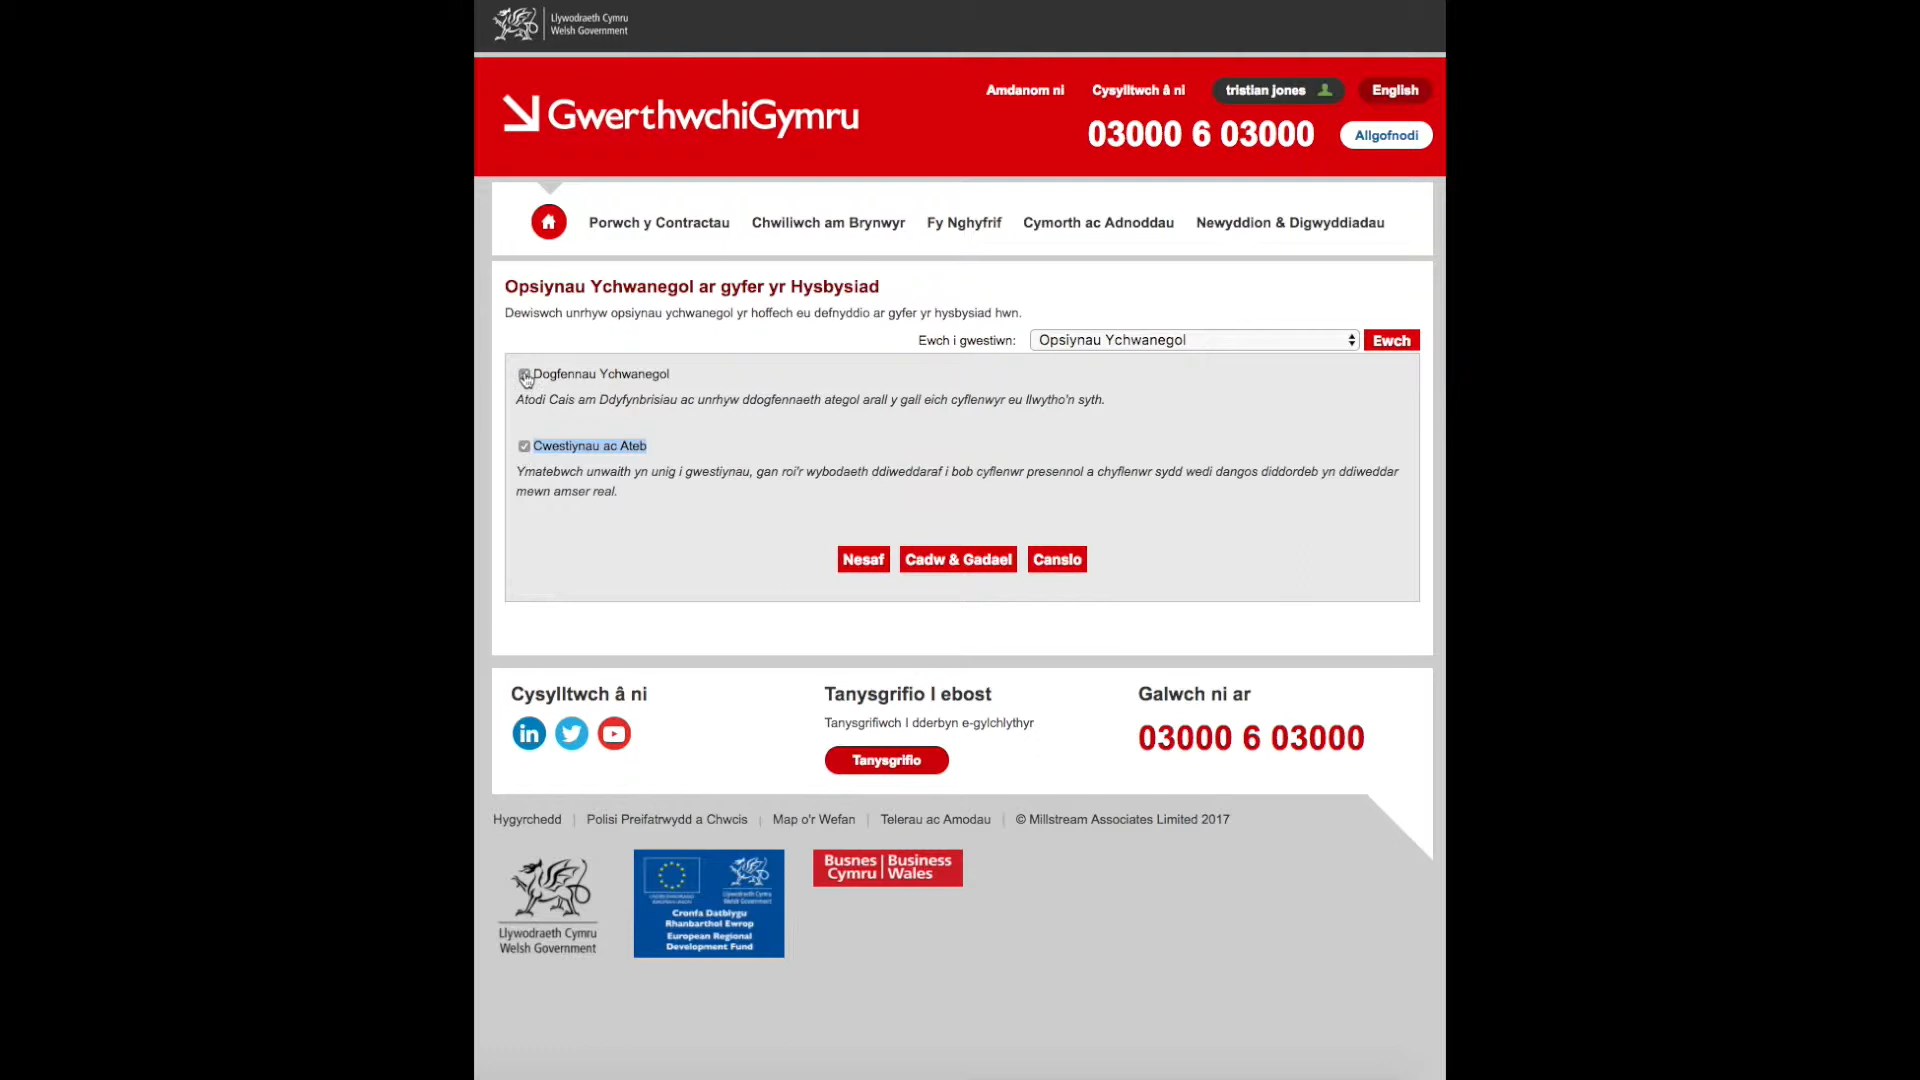 Llywodraeth Cymru
Welsh Government
GwerthwchiGymru
Amdanom ni
Cysylltwch â ni
tristian jones
English
03000 6 03000
Allgofnodi
Porwch y Contractau
Chwiliwch am Brynwyr
Fy Nghyfrif
Cymorth ac Adnoddau
Newyddion & Digwyddiadau
Opsiynau Ychwanegol ar gyfer yr Hysbysiad
Dewiswch unrhyw opsiynau ychwanegol yr hoffech eu defnyddio ar gyfer yr hysbysiad hwn.
Ewch i gwestiwn:
Opsiynau Ychwanegol
Ewch
Dogfennau Ychwanegol
Atodi Cais am Ddyfynbrisiau ac unrhyw ddogfennaeth ategol arall y gall eich cyflenwyr eu llwytho'n syth.
Cwestiynau ac Ateb
Ymatebwch unwaith yn unig i gwestiynau, gan roi'r wybodaeth ddiweddaraf i bob cyflenwr presennol a chyflenwr sydd wedi dangos diddordeb yn ddiweddar
mewn amser real.
Nesaf
Cadw & Gadael
Canslo
Cysylltwch â ni
Tanysgrifio I ebost
Galwch ni ar
in
Tanysgrifiwch I dderbyn e-gylchlythyr
03000 6 03000
Tanysgrifio
Hygyrchedd
Polisi Preifatrwydd a Chwcis
Map o'r Wefan
Telerau ac Amodau
© Millstream Associates Limited 2017
Llywodraeth Cymru
Welsh Government
Cronfa Datblygu
Rhanbarthol Ewrop
European Regional
Development Fund
Busnes | Business
Cymru | Wales